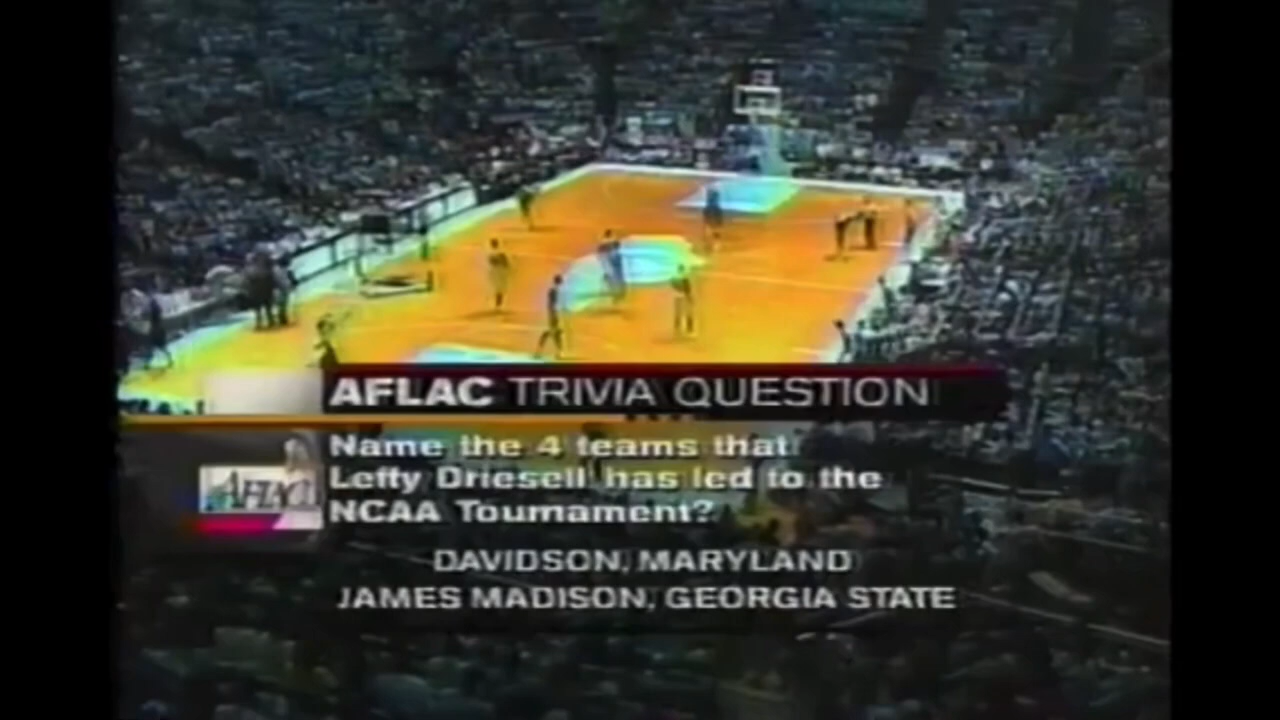 AFLAC TRIVIA QUESTION
Name the 4 teams that
AFLAC
Lefty Driesell has led to the
NCAA Tournament?
DAVIDSON, MARYLAND
JAMES MADISON, GEORGIA STATE